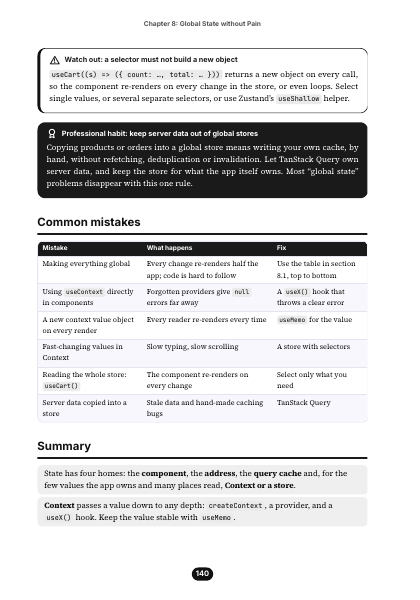 Chapter 8: Global State without Pain
Watch out: a selector must not build a new object
useCart((s) => ({ count: …, total: … })) returns a new object on every call,
so the component re-renders on every change in the store, or even loops. Select
single values, or several separate selectors, or use Zustand's useShallow helper.
Professional habit: keep server data out of global stores
Copying products or orders into a global store means writing your own cache, by
hand, without refetching, deduplication or invalidation. Let TanStack Query own
server data, and keep the store for what the app itself owns. Most "global state"
problems disappear with this one rule.
Common mistakes
Mistake What happens Fix
Making everything global Every change re-renders half the Use the table in section
app; code is hard to follow 8.1, top to bottom
Using useContext directly Forgotten providers give null A useX() hook that
in components errors far away throws a clear error
A new context value object Every reader re-renders every time useMemo for the value
on every render
Fast-changing values in Slow typing, slow scrolling A store with selectors
Context
Reading the whole store: The component re-renders on Select only what you
useCart() every change need
Server data copied into a Stale data and hand-made caching TanStack Query
store bugs
Summary
State has four homes: the component, the address, the query cache and, for the
few values the app owns and many places read, Context or a store.
Context passes a value down to any depth: createContext, a provider, and a
useX() hook. Keep the value stable with useMemo.
140